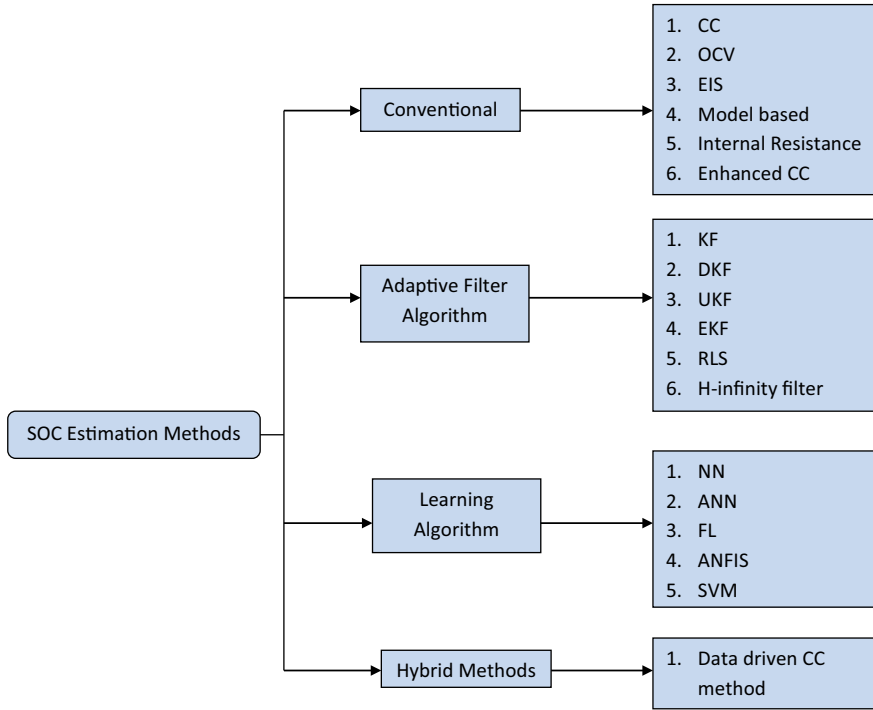 SOC Estimation Methods
Conventional
1. CC
2. OCV
3. EIS
4. Model based
5. Internal Resistance
6. Enhanced CC
Adaptive Filter
Algorithm
1. KF
2. DKF
3. UKF
4. EKF
5. RLS
6. H-infinity filter
Learning
Algorithm
1. NN
2. ANN
3. FL
4. ANFIS
5. SVM
Hybrid Methods
1. Data driven CC
method